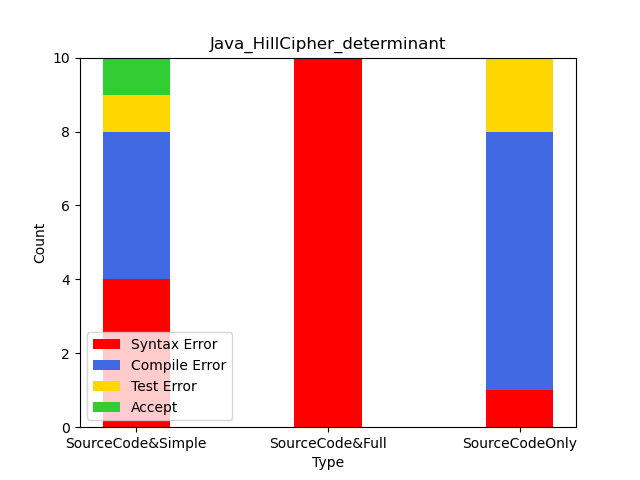 Java_HillCipher_determinant
10
8
6
4
2
0
Count
Syntax Error
Compile Error
Test Error
Accept
SourceCode&Simple
SourceCode&Full
SourceCodeOnly
Type